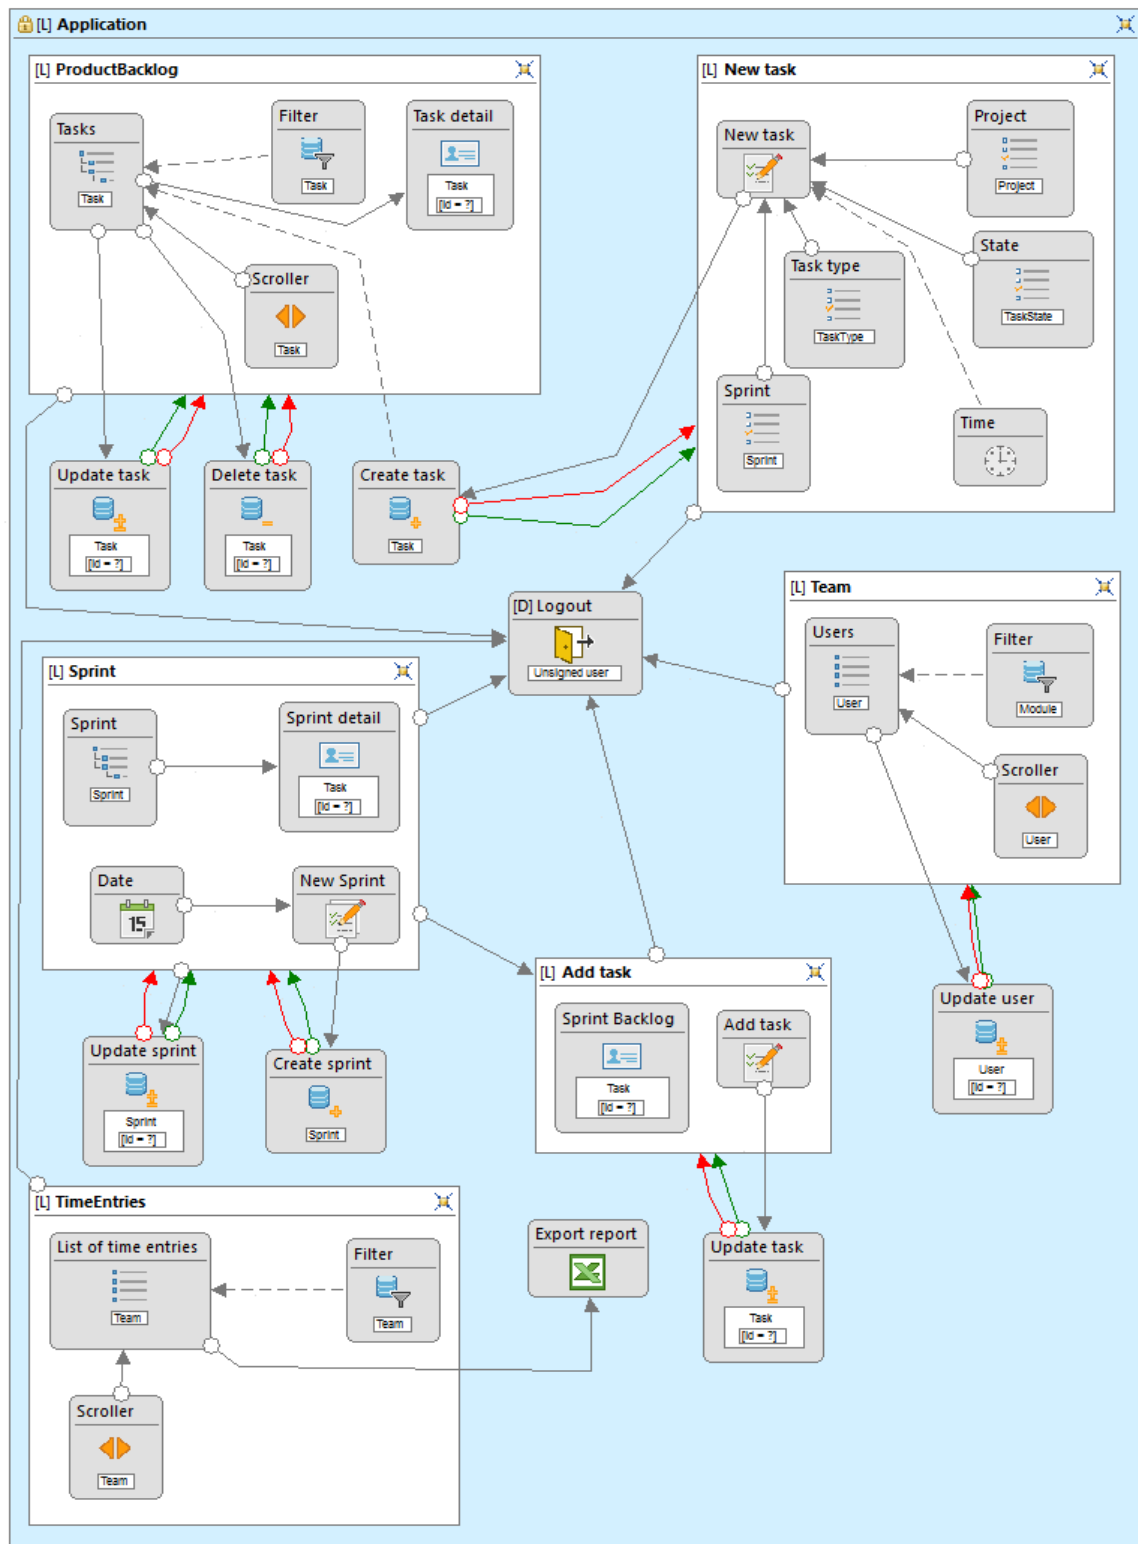 [L] Application
[L] ProductBacklog
Tasks
Task
Filter
Task
Task detail
Task
[id = ?]
Scroller
Task
[L] New task
New task
Project
Project
State
TaskState
Task type
TaskType
Sprint
Sprint
Time
Update task
Task
[id = ?]
Delete task
Task
[id = ?]
Create task
Task
[D] Logout
Unsigned user
[L] Team
Users
User
Filter
Module
Scroller
User
[L] Sprint
Sprint
Sprint
Sprint detail
Task
[id = ?]
Date
15
New Sprint
Update sprint
Sprint
[id = ?]
Create sprint
Sprint
[L] Add task
Sprint Backlog
Task
[id = ?]
Add task
Update user
User
[id = ?]
[L] TimeEntries
List of time entries
Team
Filter
Team
Scroller
Team
Export report
Update task
Task
[id = ?]